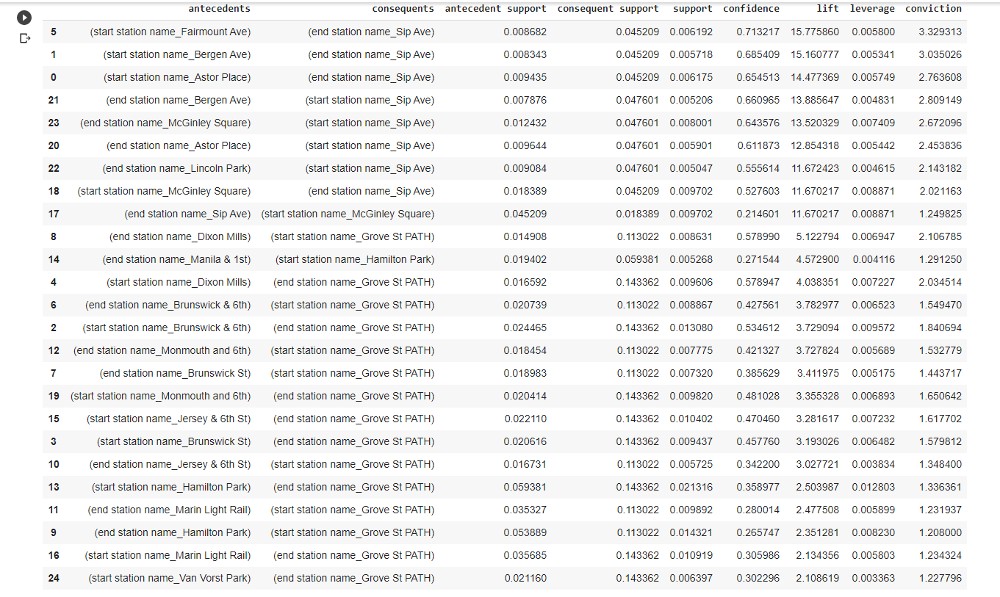 antecedents consequents antecedent support consequent support support confidence lift leverage conviction
5 (start station name_Fairmount Ave) (end station name_Sip Ave) 0.008682 0.045209 0.006192 0.713217 15.775860 0.005800 3.329313
1 (start station name_Bergen Ave) (end station name_Sip Ave) 0.008343 0.045209 0.005718 0.685409 15.160777 0.005341 3.035026
0 (start station name_Astor Place) (end station name_Sip Ave) 0.009435 0.045209 0.006175 0.654513 14.477369 0.005749 2.763608
21 (end station name_Bergen Ave) (start station name_Sip Ave) 0.007876 0.047601 0.005206 0.660965 13.885647 0.004831 2.809149
23 (end station name_McGinley Square) (start station name_Sip Ave) 0.012432 0.047601 0.008001 0.643576 13.520329 0.007409 2.672096
20 (end station name_Astor Place) (start station name_Sip Ave) 0.009644 0.047601 0.005901 0.611873 12.854318 0.005442 2.453836
22 (end station name_Lincoln Park) (start station name_Sip Ave) 0.009084 0.047601 0.005047 0.555614 11.672423 0.004615 2.143182
18 (start station name_McGinley Square) (end station name_Sip Ave) 0.018389 0.045209 0.009702 0.527603 11.670217 0.008871 2.021163
17 (end station name_Sip Ave) (start station name_McGinley Square) 0.045209 0.018389 0.009702 0.214601 11.670217 0.008871 1.249825
8 (end station name_Dixon Mills) (start station name_Grove St PATH) 0.014908 0.113022 0.008631 0.578990 5.122794 0.006947 2.106785
14 (end station name_Manila & 1st) (start station name_Hamilton Park) 0.019402 0.059381 0.005268 0.271544 4.572900 0.004116 1.291250
4 (start station name_Dixon Mills) (end station name_Grove St PATH) 0.016592 0.143362 0.009606 0.578947 4.038351 0.007227 2.034514
6 (end station name_Brunswick & 6th) (start station name_Grove St PATH) 0.020739 0.113022 0.008867 0.427561 3.782977 0.006523 1.549470
2 (start station name_Brunswick & 6th) (end station name_Grove St PATH) 0.024465 0.143362 0.013080 0.534612 3.729094 0.009572 1.840694
12 (end station name_Monmouth and 6th) (start station name_Grove St PATH) 0.018454 0.113022 0.007775 0.421327 3.727824 0.005689 1.532779
7 (end station name_Brunswick St) (start station name_Grove St PATH) 0.018983 0.113022 0.007320 0.385629 3.411975 0.005175 1.443717
19 (start station name_Monmouth and 6th) (end station name_Grove St PATH) 0.020414 0.143362 0.009820 0.481028 3.355328 0.006893 1.650642
15 (start station name_Jersey & 6th St) (end station name_Grove St PATH) 0.022110 0.143362 0.010402 0.470460 3.281617 0.007232 1.617702
3 (start station name_Brunswick St) (end station name_Grove St PATH) 0.020616 0.143362 0.009437 0.457760 3.193026 0.006482 1.579812
10 (end station name_Jersey & 6th St) (start station name_Grove St PATH) 0.016731 0.113022 0.005725 0.342200 3.027721 0.003834 1.348400
13 (start station name_Hamilton Park) (end station name_Grove St PATH) 0.059381 0.143362 0.021316 0.358977 2.503987 0.012803 1.336361
11 (end station name_Marin Light Rail) (start station name_Grove St PATH) 0.035327 0.113022 0.009892 0.280014 2.477508 0.005899 1.231937
9 (end station name_Hamilton Park) (start station name_Grove St PATH) 0.053889 0.113022 0.014321 0.265747 2.351281 0.008230 1.208000
16 (start station name_Marin Light Rail) (end station name_Grove St PATH) 0.035685 0.143362 0.010919 0.305986 2.134356 0.005803 1.234324
24 (start station name_Van Vorst Park) (end station name_Grove St PATH) 0.021160 0.143362 0.006397 0.302296 2.108619 0.003363 1.227796